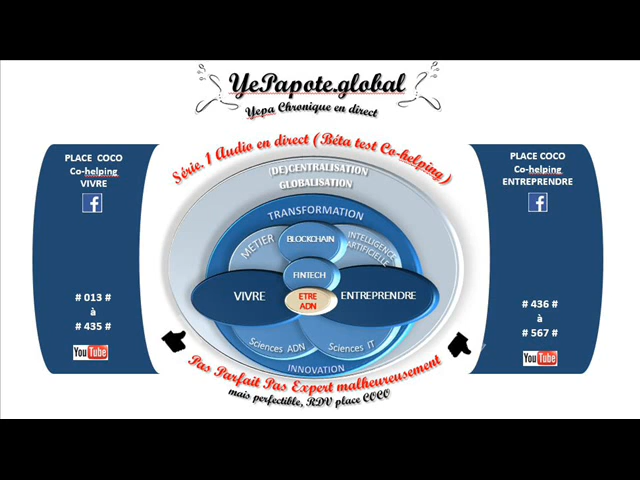 YePapote.global
Yepa Chronique en direct
Série, 1 Audio en direct (Béta test Co-helping)
PLACE COCO
Co-helping
VIVRE
# 013 #
à
# 435 #
YouTube
(DE)CENTRALISATION
GLOBALISATION
TRANSFORMATION
METIER
BLOCKCHAIN
INTELLIGENCE
ARTIFICIELLE
FINTECH
VIVRE
ETRE
ADN
ENTREPRENDRE
Sciences ADN
Sciences IT
INNOVATION
PLACE COCO
Co-helping
ENTREPRENDRE
# 436 #
à
# 567 #
YouTube
Pas Parfait Pas Expert malheureusement
mais perfectible, RDV place COCO